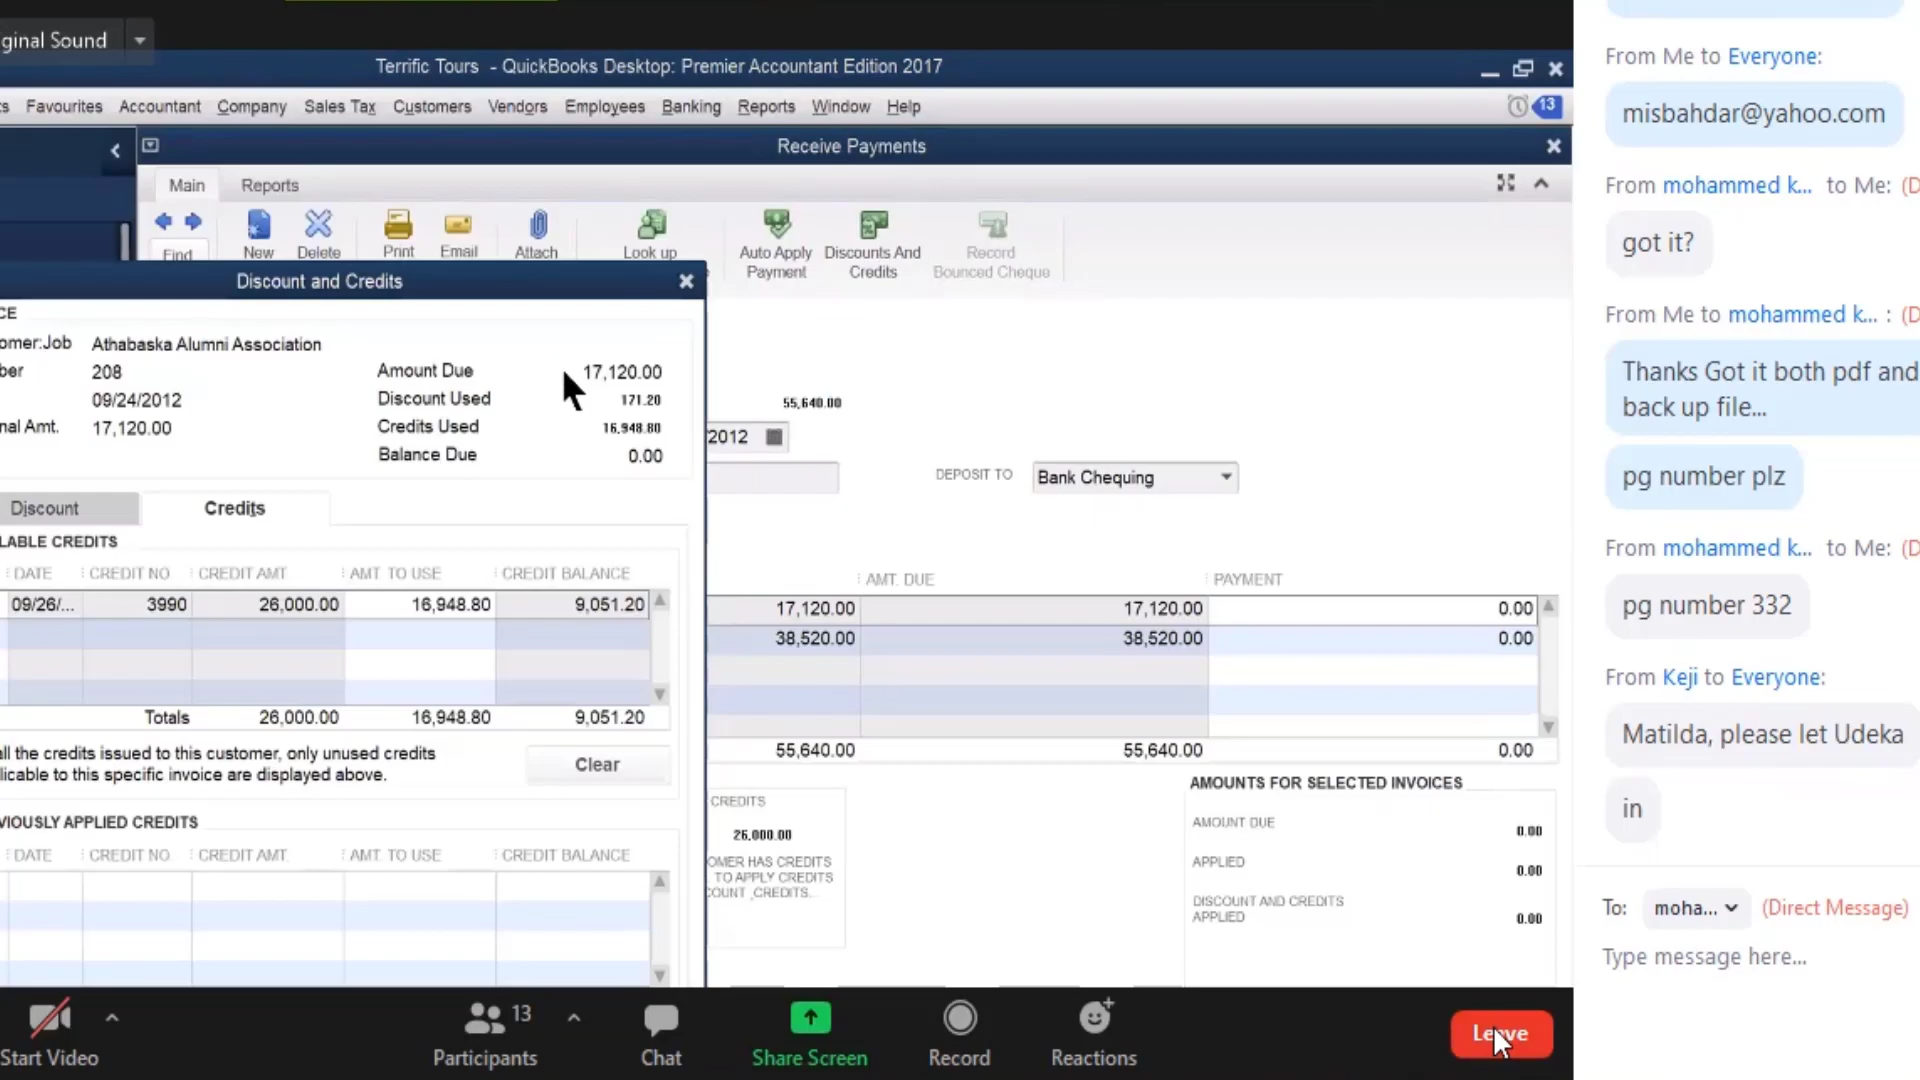 ginal Sound
Terrific Tours - QuickBooks Desktop: Premier Accountant Edition 2017
ts Favourites Accountant Company Sales Tax Customers Vendors Employees Banking Reports Window Help
13
Receive Payments
Main Reports
Find New Delete Print Email Attach Look up Auto Apply Payment Discounts And Credits Record Bounced Cheque
Discount and Credits
CE
omer:Job Athabaska Alumni Association
ber 208
Amount Due 17,120.00
09/24/2012
Discount Used 171.20
nal Amt. 17,120.00
Credits Used 16,948.80
Balance Due 0.00
Discount Credits
LABLE CREDITS
DATE CREDIT NO CREDIT AMT AMT TO USE CREDIT BALANCE
09/26/... 3990 26,000.00 16,948.80 9,051.20
Totals 26,000.00 16,948.80 9,051.20
all the credits issued to this customer, only unused credits
licable to this specific invoice are displayed above.
Clear
VIOUSLY APPLIED CREDITS
DATE CREDIT NO CREDIT AMT AMT TO USE CREDIT BALANCE
55,640.00
/2012
DEPOSIT TO Bank Chequing
AMT. DUE PAYMENT
17,120.00 17,120.00 0.00
38,520.00 38,520.00 0.00
55,640.00 55,640.00 0.00
CREDITS
26,000.00
OMER HAS CREDITS
TO APPLY CREDITS
COUNT_CREDITS...
AMOUNTS FOR SELECTED INVOICES
AMOUNT DUE 0.00
APPLIED 0.00
DISCOUNT AND CREDITS
APPLIED 0.00
Start Video
Participants 13
Chat
Share Screen
Record
Reactions
Leave
From Me to Everyone:
misbahdar@yahoo.com
From mohammed k... to Me: (D
got it?
From Me to mohammed k... : (D
Thanks Got it both pdf and
back up file...
pg number plz
From mohammed k... to Me: (D
pg number 332
From Keji to Everyone:
Matilda, please let Udeka
in
To: moha... (Direct Message)
Type message here...